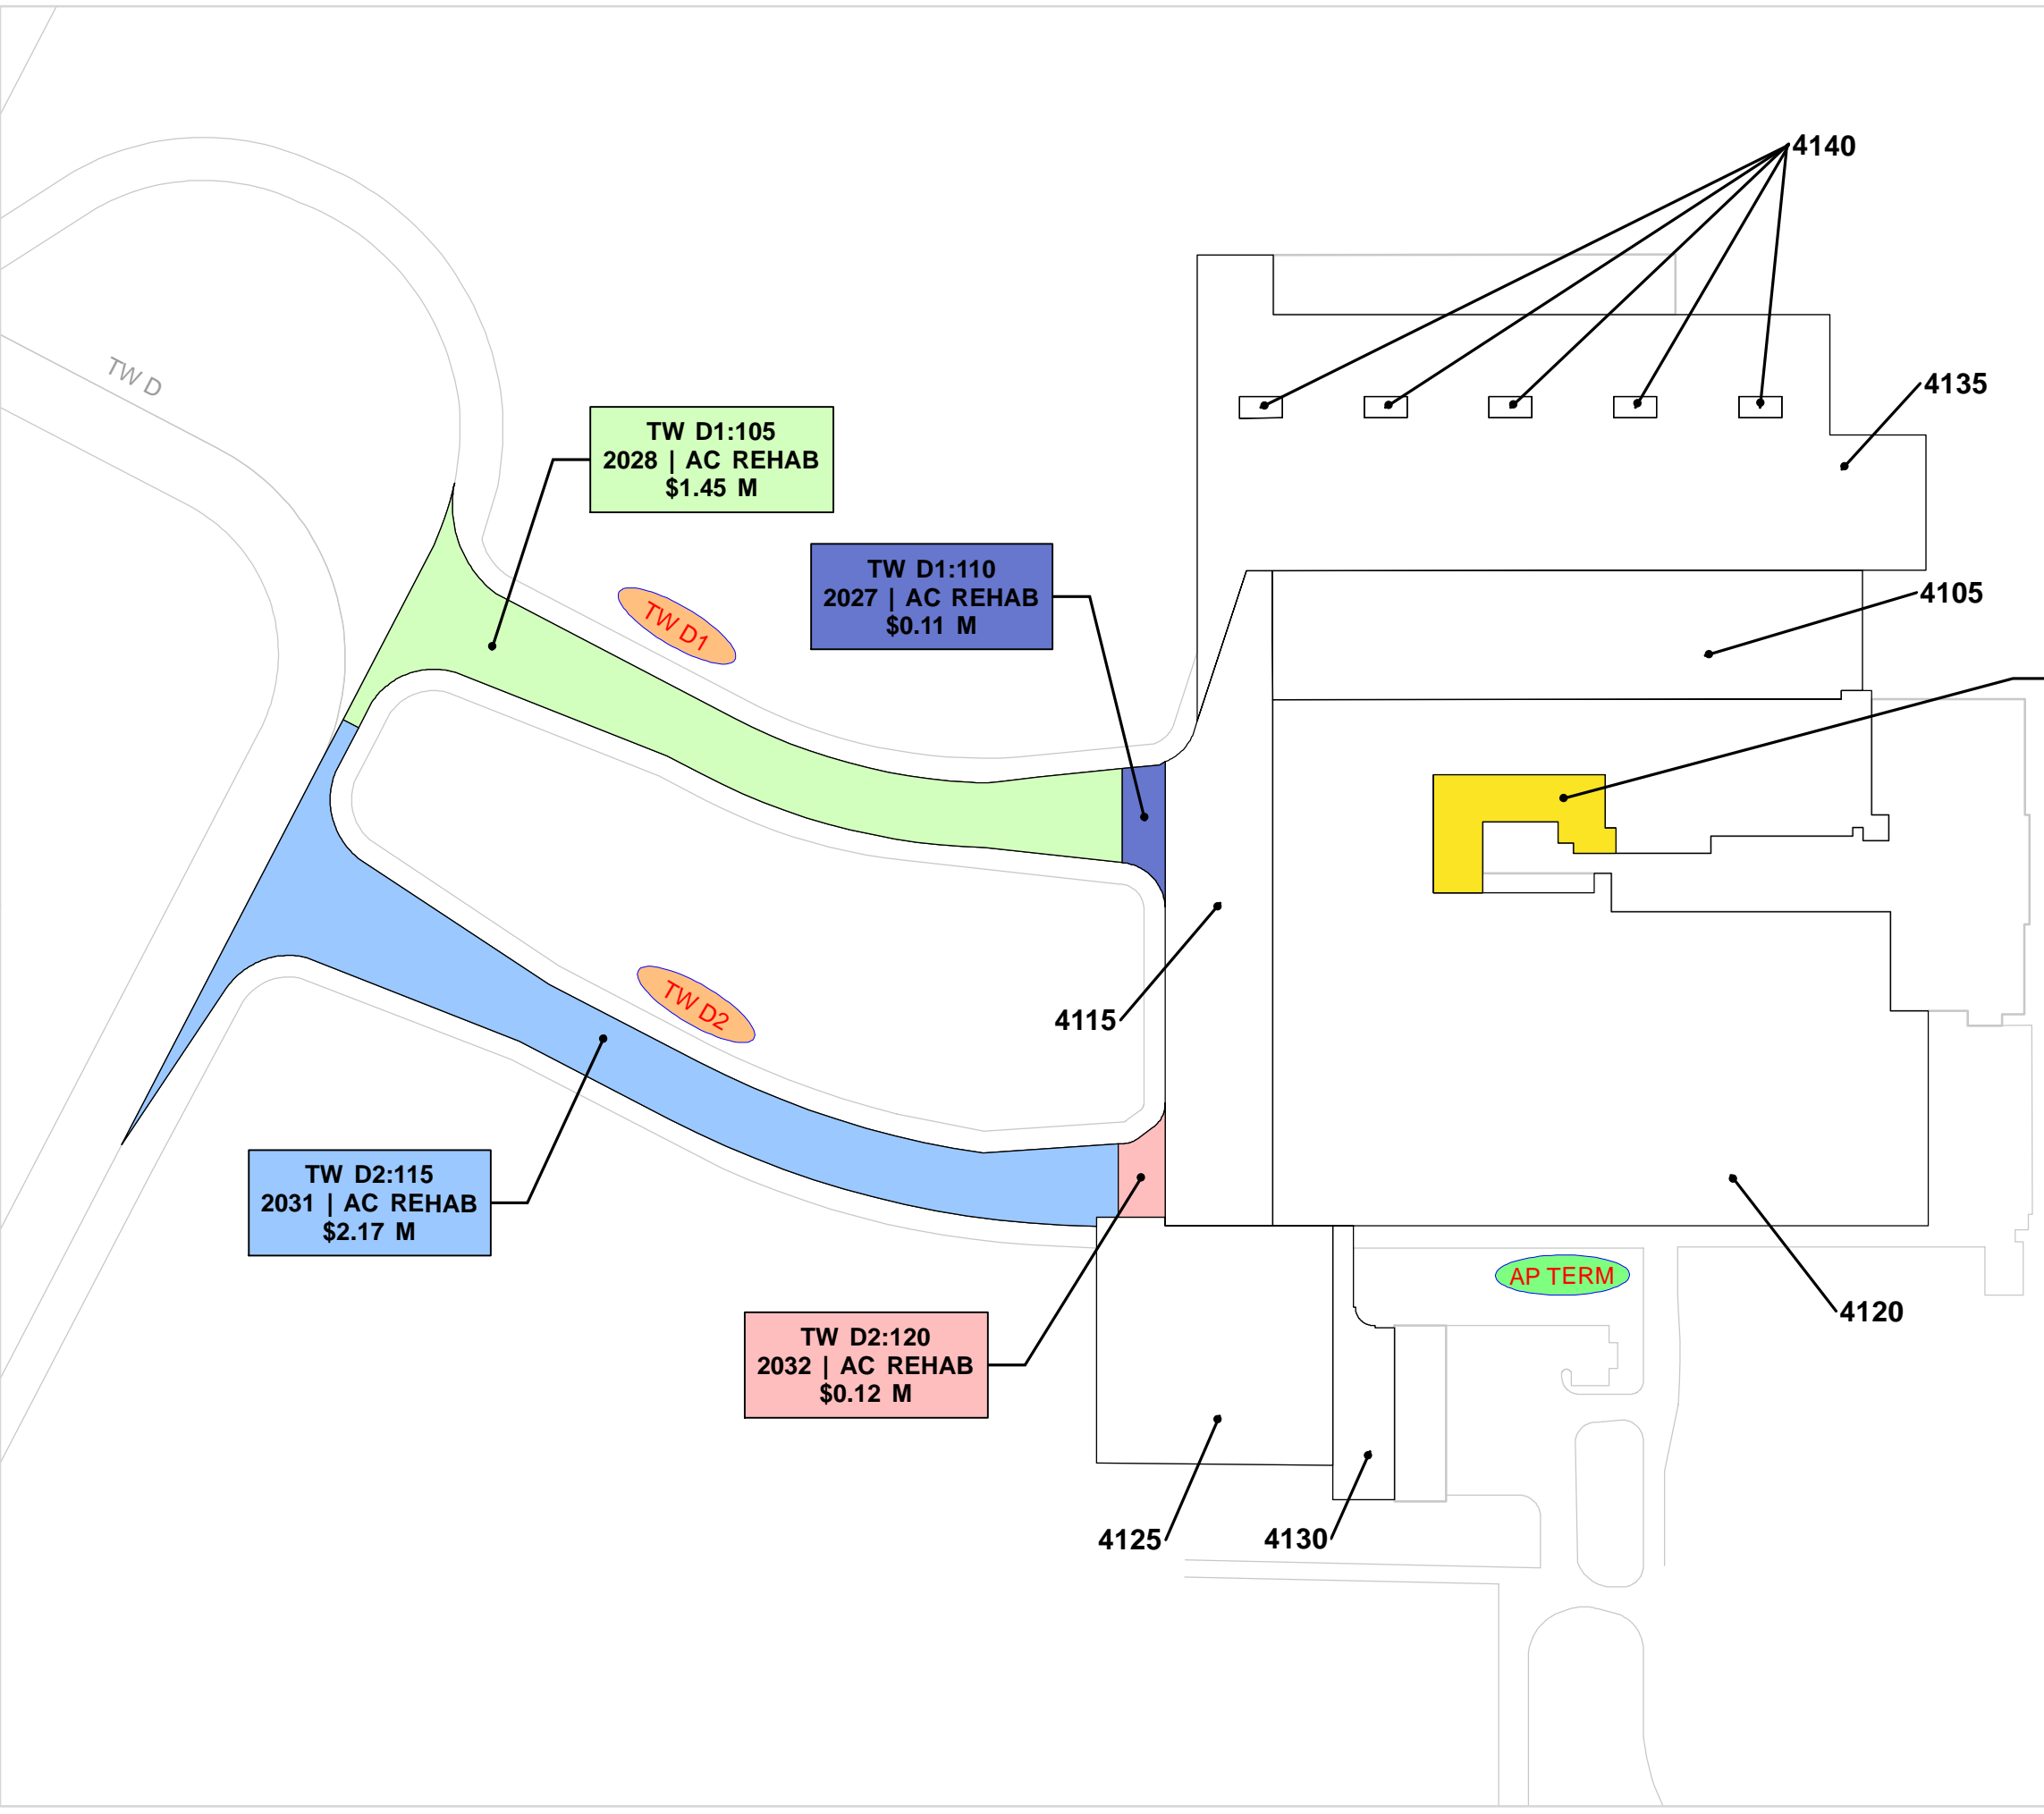 4140
TW D
4135
TW D1:105
2028 | AC REHAB
$1.45 M
TW D1:110
2027 | AC REHAB
$0.11 M
4105
TW D1
TW D2
4115
TW D2:115
2031 | AC REHAB
$2.17 M
AP TERM
4120
TW D2:120
2032 | AC REHAB
$0.12 M
4125
4130